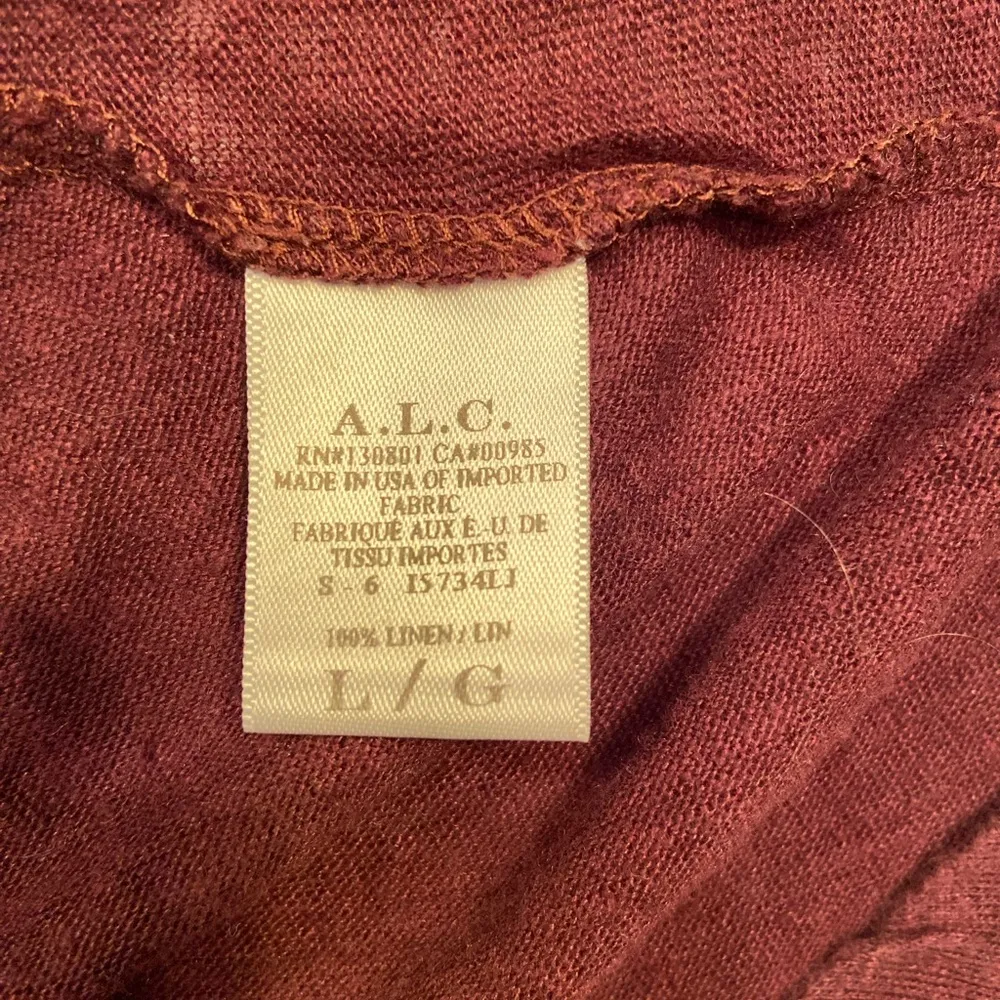 A.L.C.
RN#130801 CA#00985
MADE IN USA OF IMPORTED
FABRIC
FABRIQUÉ AUX É.-U. DE
TISSU IMPORTES
S - 6 15734LJ
100% LINEN / LIN
L / G